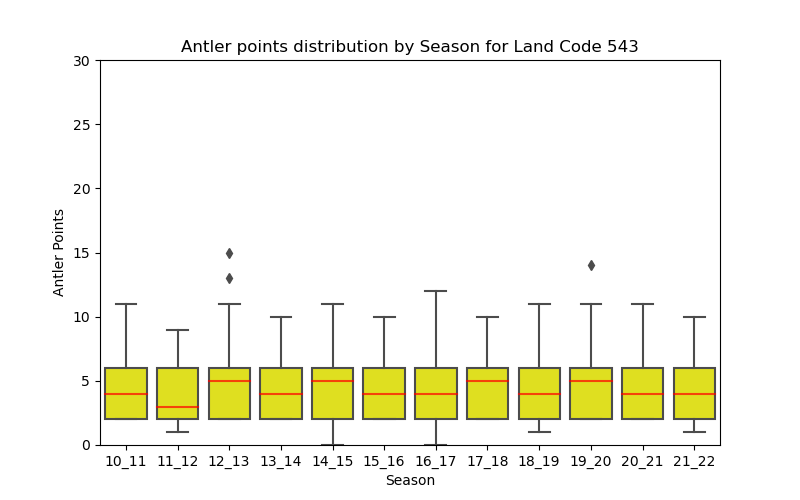 Antler points distribution by Season for Land Code 543
30
25
20
15
10
5
0
Antler Points
10_11 11_12 12_13 13_14 14_15 15_16 16_17 17_18 18_19 19_20 20_21 21_22
Season